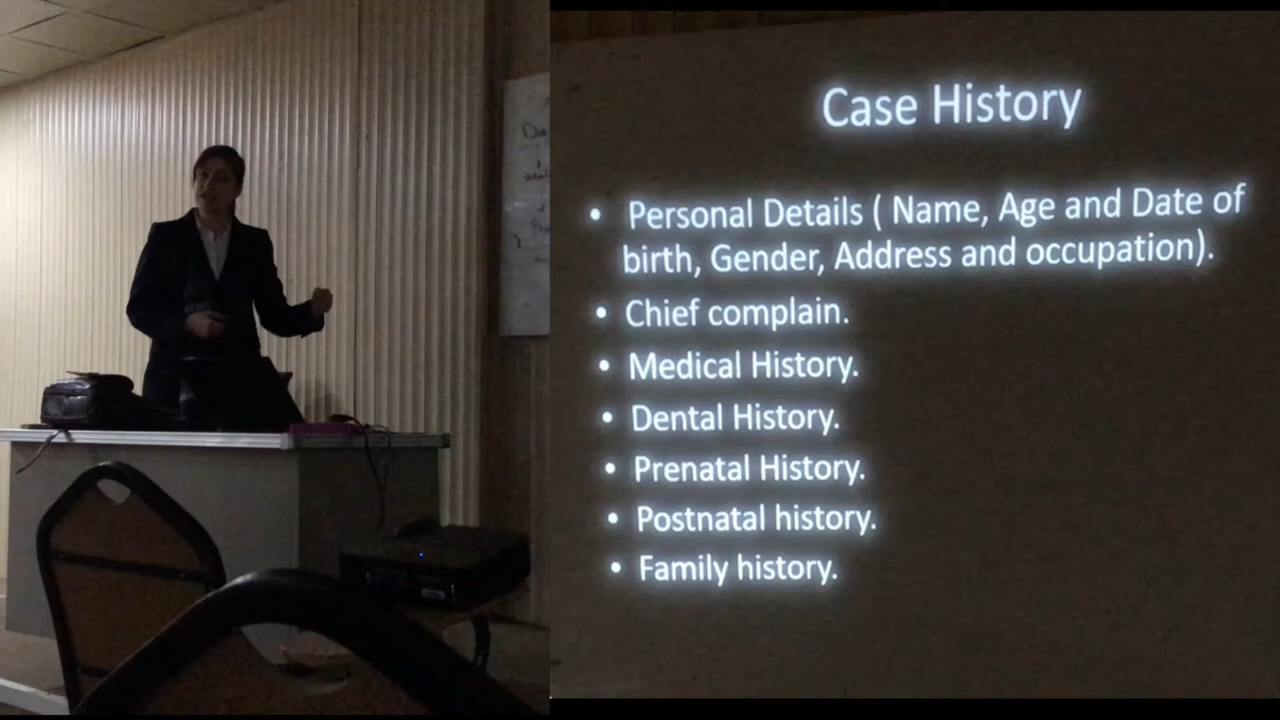 Case History
• Personal Details ( Name, Age and Date of
birth, Gender, Address and occupation).
• Chief complain.
• Medical History.
• Dental History.
• Prenatal History.
• Postnatal history.
• Family history.